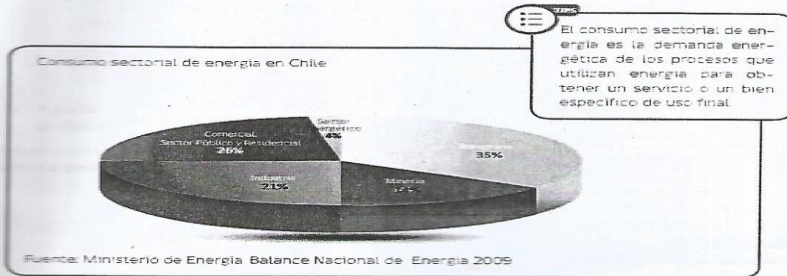 El consumo sectorial de en-
ergía es la demanda ener-
gética de los procesos que
utilizan energía para ob-
tener un servicio o un bien
específico de uso final
Consumo sectorial de energía en Chile
Sector
4%
Comercial,
Sector Público y Residencial
26%
35%
Industria
21%
Minería
Fuente: Ministerio de Energía Balance Nacional de Energía 2009